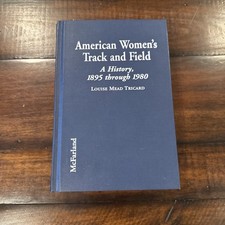 American Women's
Track and Field
A History,
1895 through 1980
LOUISE MEAD TRICARD
McFarland